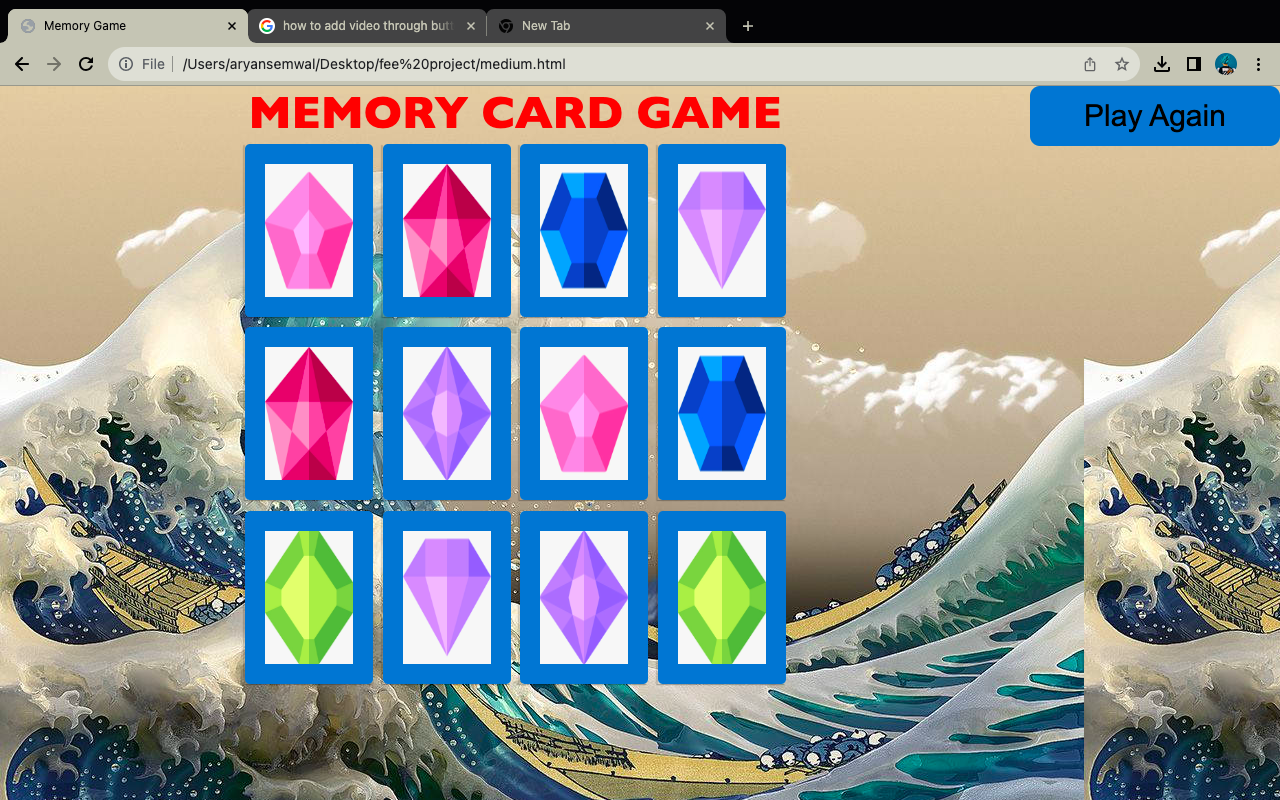 Memory Game
how to add video through butt
New Tab
File
/Users/aryansemwal/Desktop/fee%20project/medium.html
MEMORY CARD GAME
Play Again